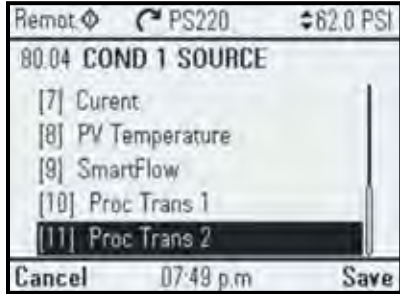 Remot PS220 62.0 PSI
80.04 COND 1 SOURCE
[7] Curent
[8] PV Temperature
[9] SmartFlow
[10] Proc Trans 1
[11] Proc Trans 2
Cancel 07:49 p.m Save